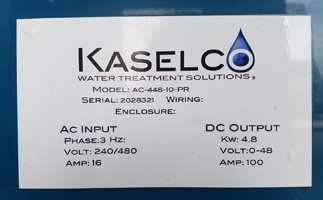 KASELCO
WATER TREATMENT SOLUTIONS®
MODEL: AC-448-10-PR
SERIAL: 2028321 WIRING:
ENCLOSURE:
AC INPUT DC OUTPUT
PHASE:3 HZ: KW: 4.8
VOLT: 240/480 VOLT:0-48
AMP: 16 AMP: 100